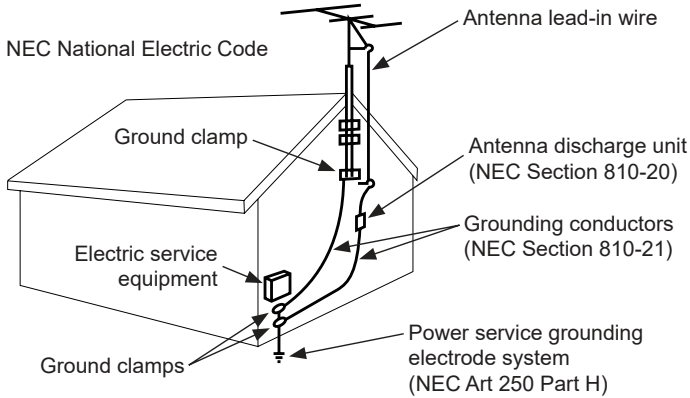 Antenna lead-in wire
NEC National Electric Code
Ground clamp
Antenna discharge unit
(NEC Section 810-20)
Grounding conductors
(NEC Section 810-21)
Electric service
equipment
Power service grounding
electrode system
(NEC Art 250 Part H)
Ground clamps